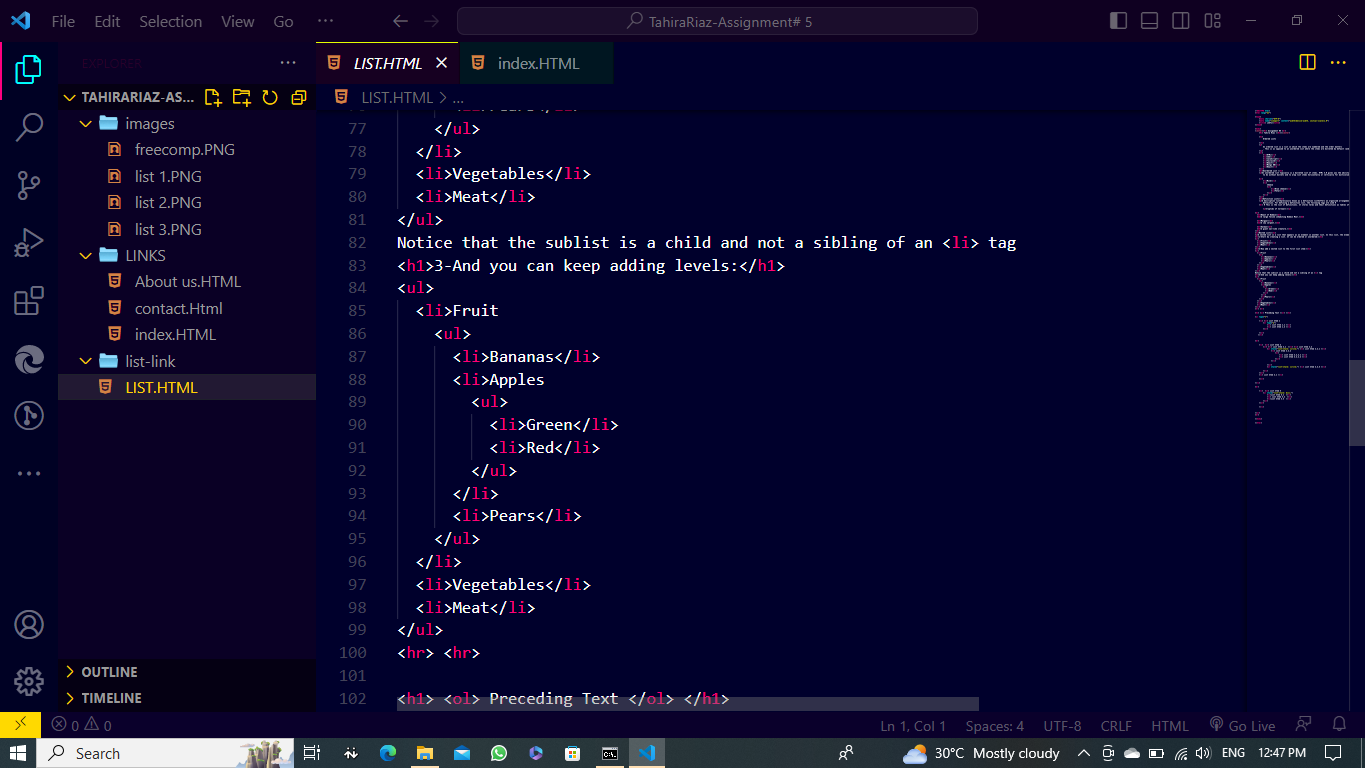 File Edit Selection View Go ··· TahiraRiaz-Assignment# 5
EXPLORER
LIST.HTML
index.HTML
TAHIRARIAZ-AS...
LIST.HTML > ...
images
freecomp.PNG
list 1.PNG
list 2.PNG
list 3.PNG
LINKS
About us.HTML
contact.Html
index.HTML
list-link
LIST.HTML
OUTLINE
TIMELINE
77 </ul>
78 </li>
79 <li>Vegetables</li>
80 <li>Meat</li>
81 </ul>
82 Notice that the sublist is a child and not a sibling of an <li> tag
83 <h1>3-And you can keep adding levels:</h1>
84 <ul>
85 <li>Fruit
86 <ul>
87 <li>Bananas</li>
88 <li>Apples
89 <ul>
90 <li>Green</li>
91 <li>Red</li>
92 </ul>
93 </li>
94 <li>Pears</li>
95 </ul>
96 </li>
97 <li>Vegetables</li>
98 <li>Meat</li>
99 </ul>
100 <hr> <hr>
101
102 <h1> <ol> Preceding Text </ol> </h1>
0 0 Ln 1, Col 1 Spaces: 4 UTF-8 CRLF HTML Go Live
Search 30°C Mostly cloudy ENG 12:47 PM